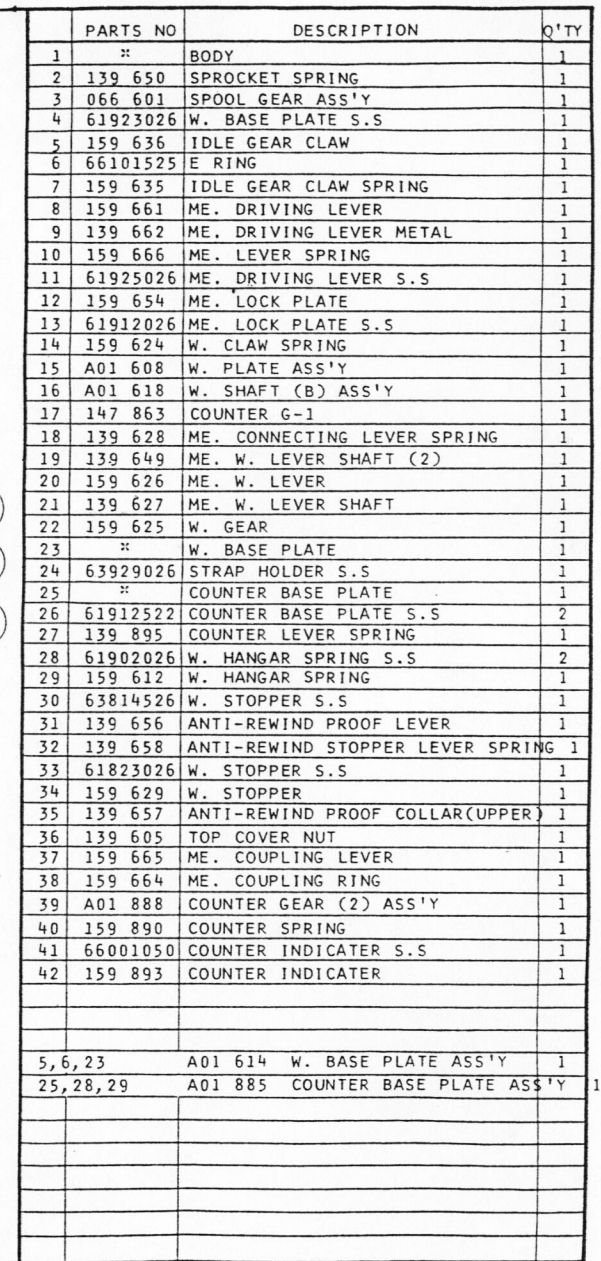 PARTS NO DESCRIPTION Q'TY
1 ※ BODY 1
2 139 650 SPROCKET SPRING 1
3 066 601 SPOOL GEAR ASS'Y 1
4 61923026 W. BASE PLATE S.S 1
5 159 636 IDLE GEAR CLAW 1
6 66101525 E RING 1
7 159 635 IDLE GEAR CLAW SPRING 1
8 159 661 ME. DRIVING LEVER 1
9 139 662 ME. DRIVING LEVER METAL 1
10 159 666 ME. LEVER SPRING 1
11 61925026 ME. DRIVING LEVER S.S 1
12 159 654 ME. LOCK PLATE 1
13 61912026 ME. LOCK PLATE S.S 1
14 159 624 W. CLAW SPRING 1
15 A01 608 W. PLATE ASS'Y 1
16 A01 618 W. SHAFT (B) ASS'Y 1
17 147 863 COUNTER G-1 1
18 139 628 ME. CONNECTING LEVER SPRING 1
19 139 649 ME. W. LEVER SHAFT (2) 1
20 159 626 ME. W. LEVER 1
21 139 627 ME. W. LEVER SHAFT 1
22 159 625 W. GEAR 1
23 ※ W. BASE PLATE 1
24 63929026 STRAP HOLDER S.S 1
25 ※ COUNTER BASE PLATE 1
26 61912522 COUNTER BASE PLATE S.S 2
27 139 895 COUNTER LEVER SPRING 1
28 61902026 W. HANGAR SPRING S.S 2
29 159 612 W. HANGAR SPRING 1
30 63814526 W. STOPPER S.S 1
31 139 656 ANTI-REWIND PROOF LEVER 1
32 139 658 ANTI-REWIND STOPPER LEVER SPRING 1
33 61823026 W. STOPPER S.S 1
34 159 629 W. STOPPER 1
35 139 657 ANTI-REWIND PROOF COLLAR(UPPER) 1
36 139 605 TOP COVER NUT 1
37 159 665 ME. COUPLING LEVER 1
38 159 664 ME. COUPLING RING 1
39 A01 888 COUNTER GEAR (2) ASS'Y 1
40 159 890 COUNTER SPRING 1
41 66001050 COUNTER INDICATER S.S 1
42 159 893 COUNTER INDICATER 1
5,6,23 A01 614 W. BASE PLATE ASS'Y 1
25,28,29 A01 885 COUNTER BASE PLATE ASS'Y 1